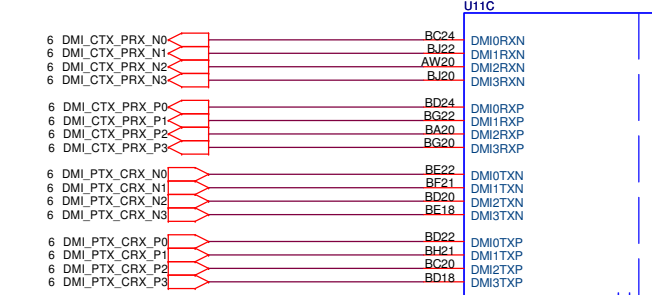 U11C
6 DMI_CTX_PRX_N0 BC24 DMI0RXN
6 DMI_CTX_PRX_N1 BJ22 DMI1RXN
6 DMI_CTX_PRX_N2 AW20 DMI2RXN
6 DMI_CTX_PRX_N3 BJ20 DMI3RXN
6 DMI_CTX_PRX_P0 BD24 DMI0RXP
6 DMI_CTX_PRX_P1 BG22 DMI1RXP
6 DMI_CTX_PRX_P2 BA20 DMI2RXP
6 DMI_CTX_PRX_P3 BG20 DMI3RXP
6 DMI_PTX_CRX_N0 BE22 DMI0TXN
6 DMI_PTX_CRX_N1 BF21 DMI1TXN
6 DMI_PTX_CRX_N2 BD20 DMI2TXN
6 DMI_PTX_CRX_N3 BE18 DMI3TXN
6 DMI_PTX_CRX_P0 BD22 DMI0TXP
6 DMI_PTX_CRX_P1 BH21 DMI1TXP
6 DMI_PTX_CRX_P2 BC20 DMI2TXP
6 DMI_PTX_CRX_P3 BD18 DMI3TXP